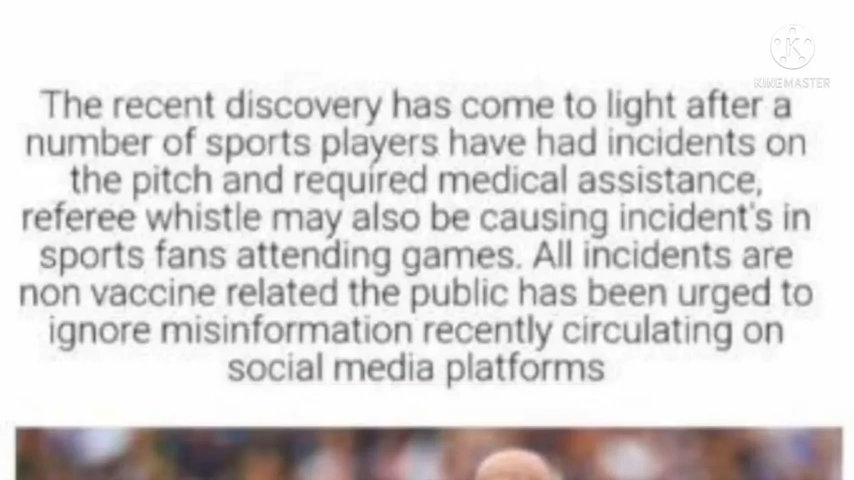 KINEMASTER
The recent discovery has come to light after a
number of sports players have had incidents on
the pitch and required medical assistance,
referee whistle may also be causing incident's in
sports fans attending games. All incidents are
non vaccine related the public has been urged to
ignore misinformation recently circulating on
social media platforms